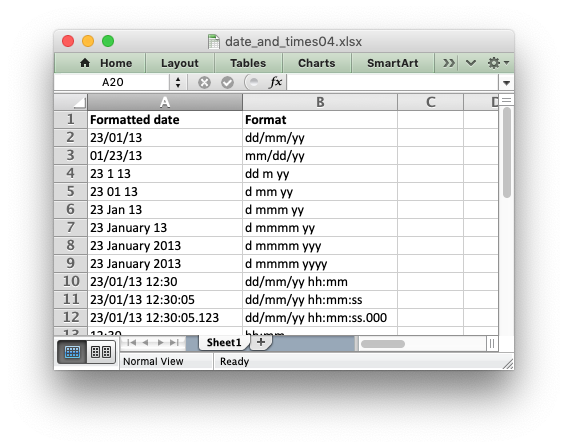 date_and_times04.xlsx
Home Layout Tables Charts SmartArt
A20 fx
A B C D
1 Formatted date Format
2 23/01/13 dd/mm/yy
3 01/23/13 mm/dd/yy
4 23 1 13 dd m yy
5 23 01 13 d mm yy
6 23 Jan 13 d mmm yy
7 23 January 13 d mmmm yy
8 23 January 2013 d mmmm yyy
9 23 January 2013 d mmmm yyyy
10 23/01/13 12:30 dd/mm/yy hh:mm
11 23/01/13 12:30:05 dd/mm/yy hh:mm:ss
12 23/01/13 12:30:05.123 dd/mm/yy hh:mm:ss.000
13 12:30 hh:mm
Sheet1
Normal View Ready